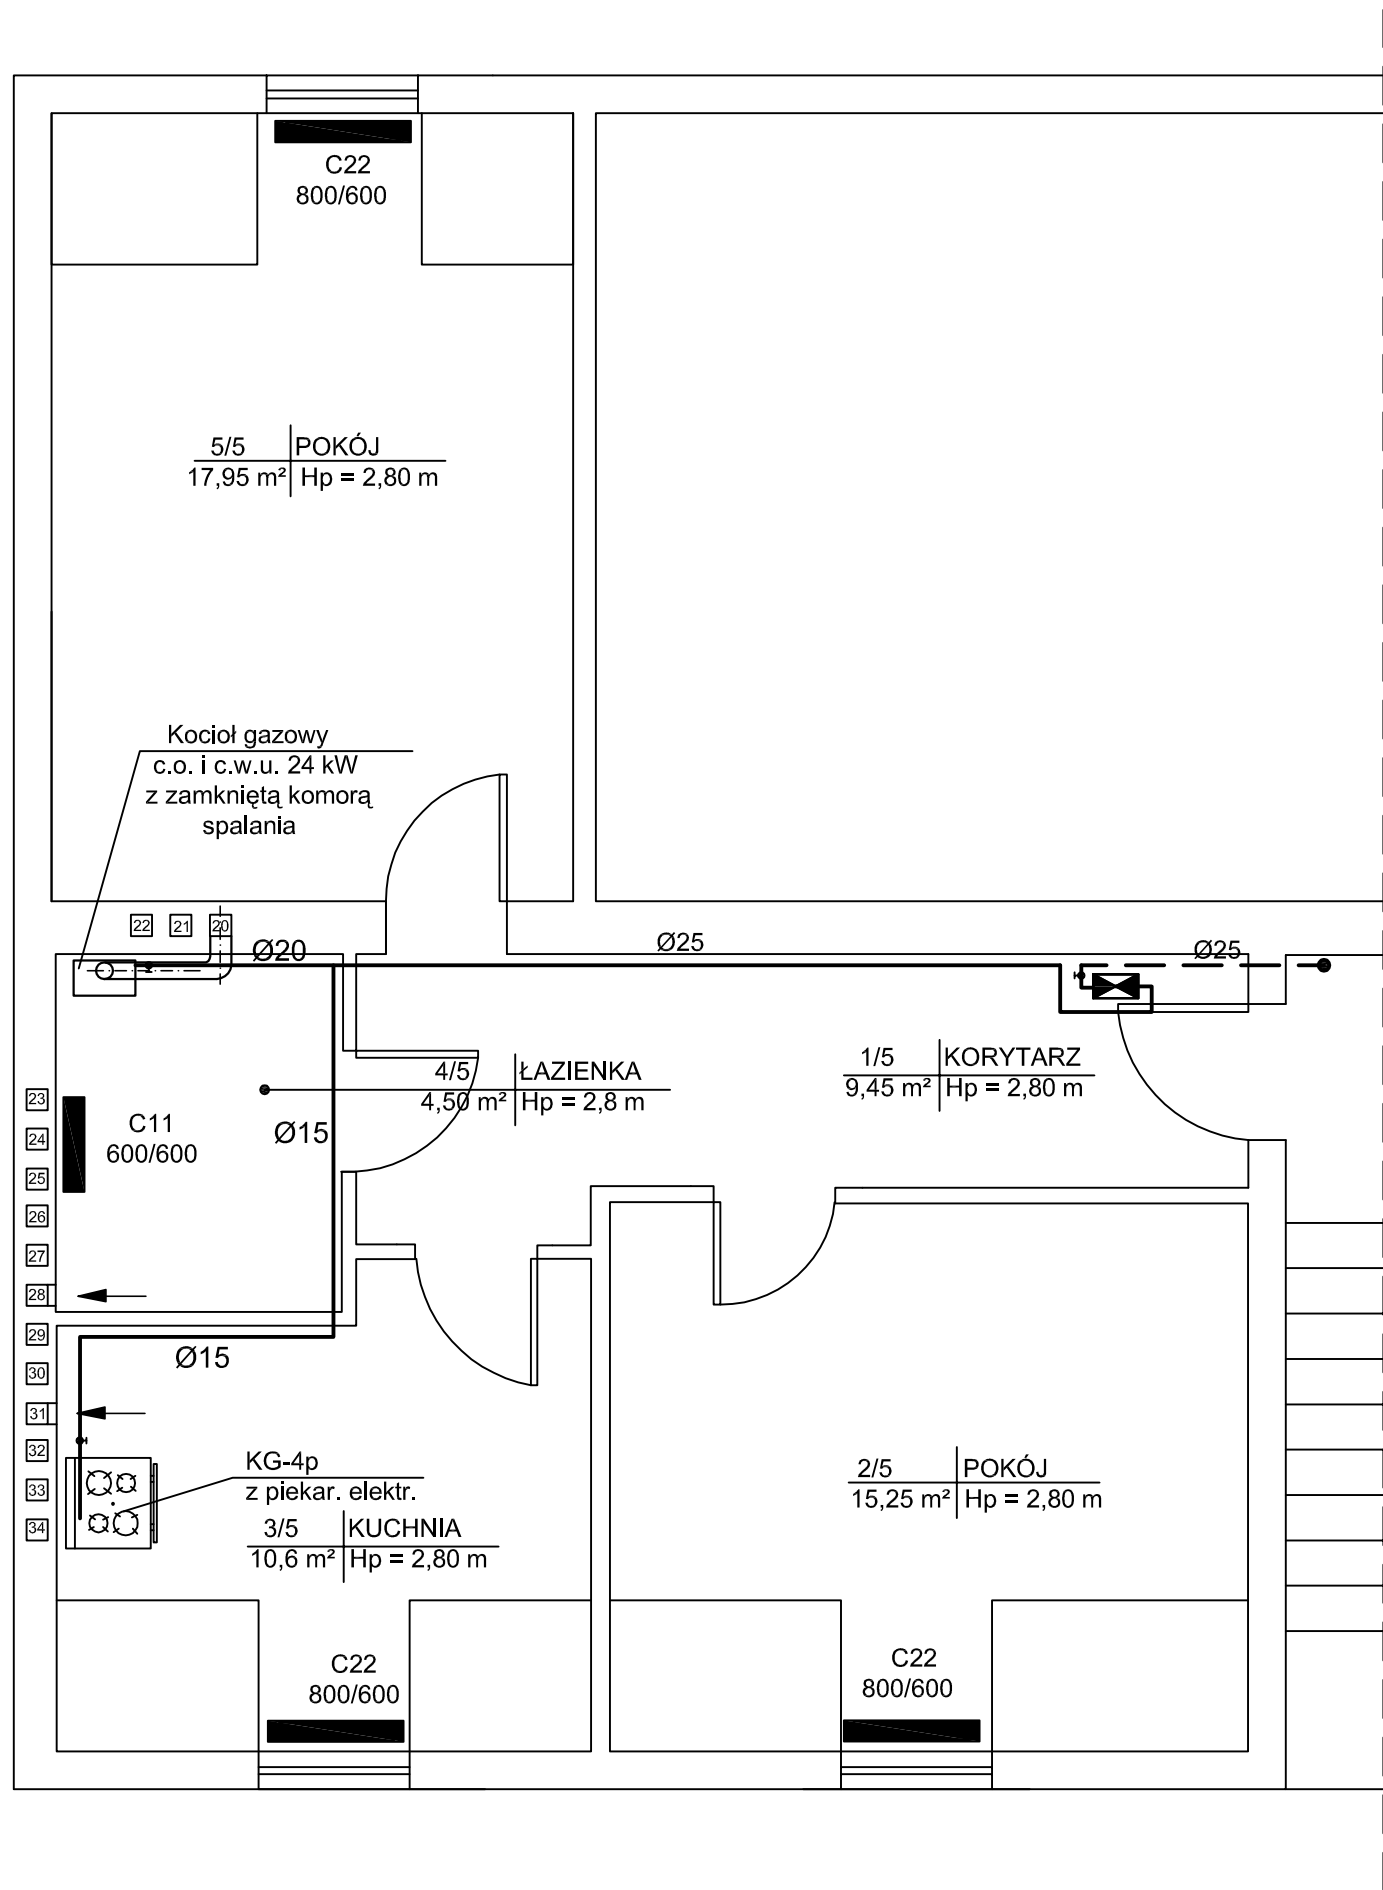 C22
800/600
5/5 POKÓJ
17,95 m² Hp = 2,80 m
Kocioł gazowy
c.o. i c.w.u. 24 kW
z zamkniętą komorą
spalania
22 21 20
Ø20
Ø25
Ø25
4/5 ŁAZIENKA
4,50 m² Hp = 2,8 m
1/5 KORYTARZ
9,45 m² Hp = 2,80 m
C11
600/600
Ø15
23
24
25
26
27
28
29
30
31
32
33
34
Ø15
KG-4p
z piekar. elektr.
3/5 KUCHNIA
10,6 m² Hp = 2,80 m
2/5 POKÓJ
15,25 m² Hp = 2,80 m
C22
800/600
C22
800/600